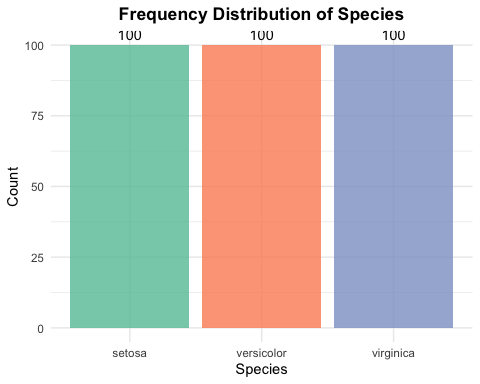 Frequency Distribution of Species
100 100 100
100
75
50
25
0
Count
setosa versicolor virginica
Species